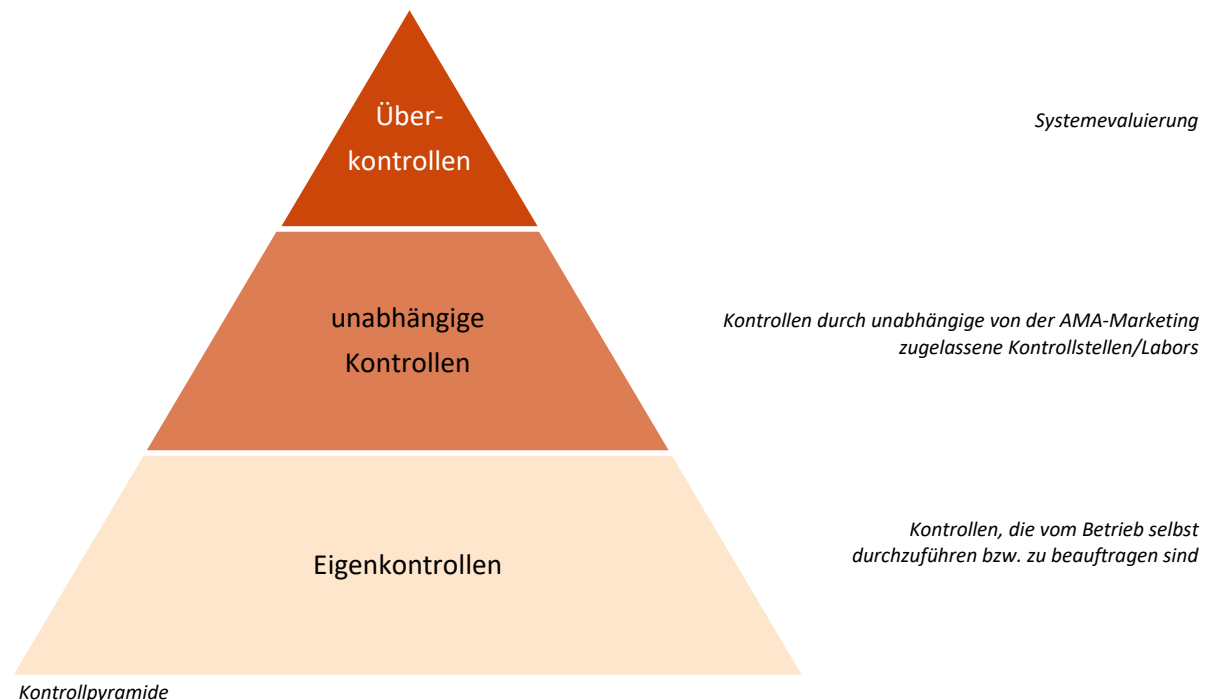 Über-
kontrollen
Systemevaluierung
unabhängige
Kontrollen
Kontrollen durch unabhängige von der AMA-Marketing
zugelassene Kontrollstellen/Labors
Eigenkontrollen
Kontrollen, die vom Betrieb selbst
durchzuführen bzw. zu beauftragen sind
Kontrollpyramide